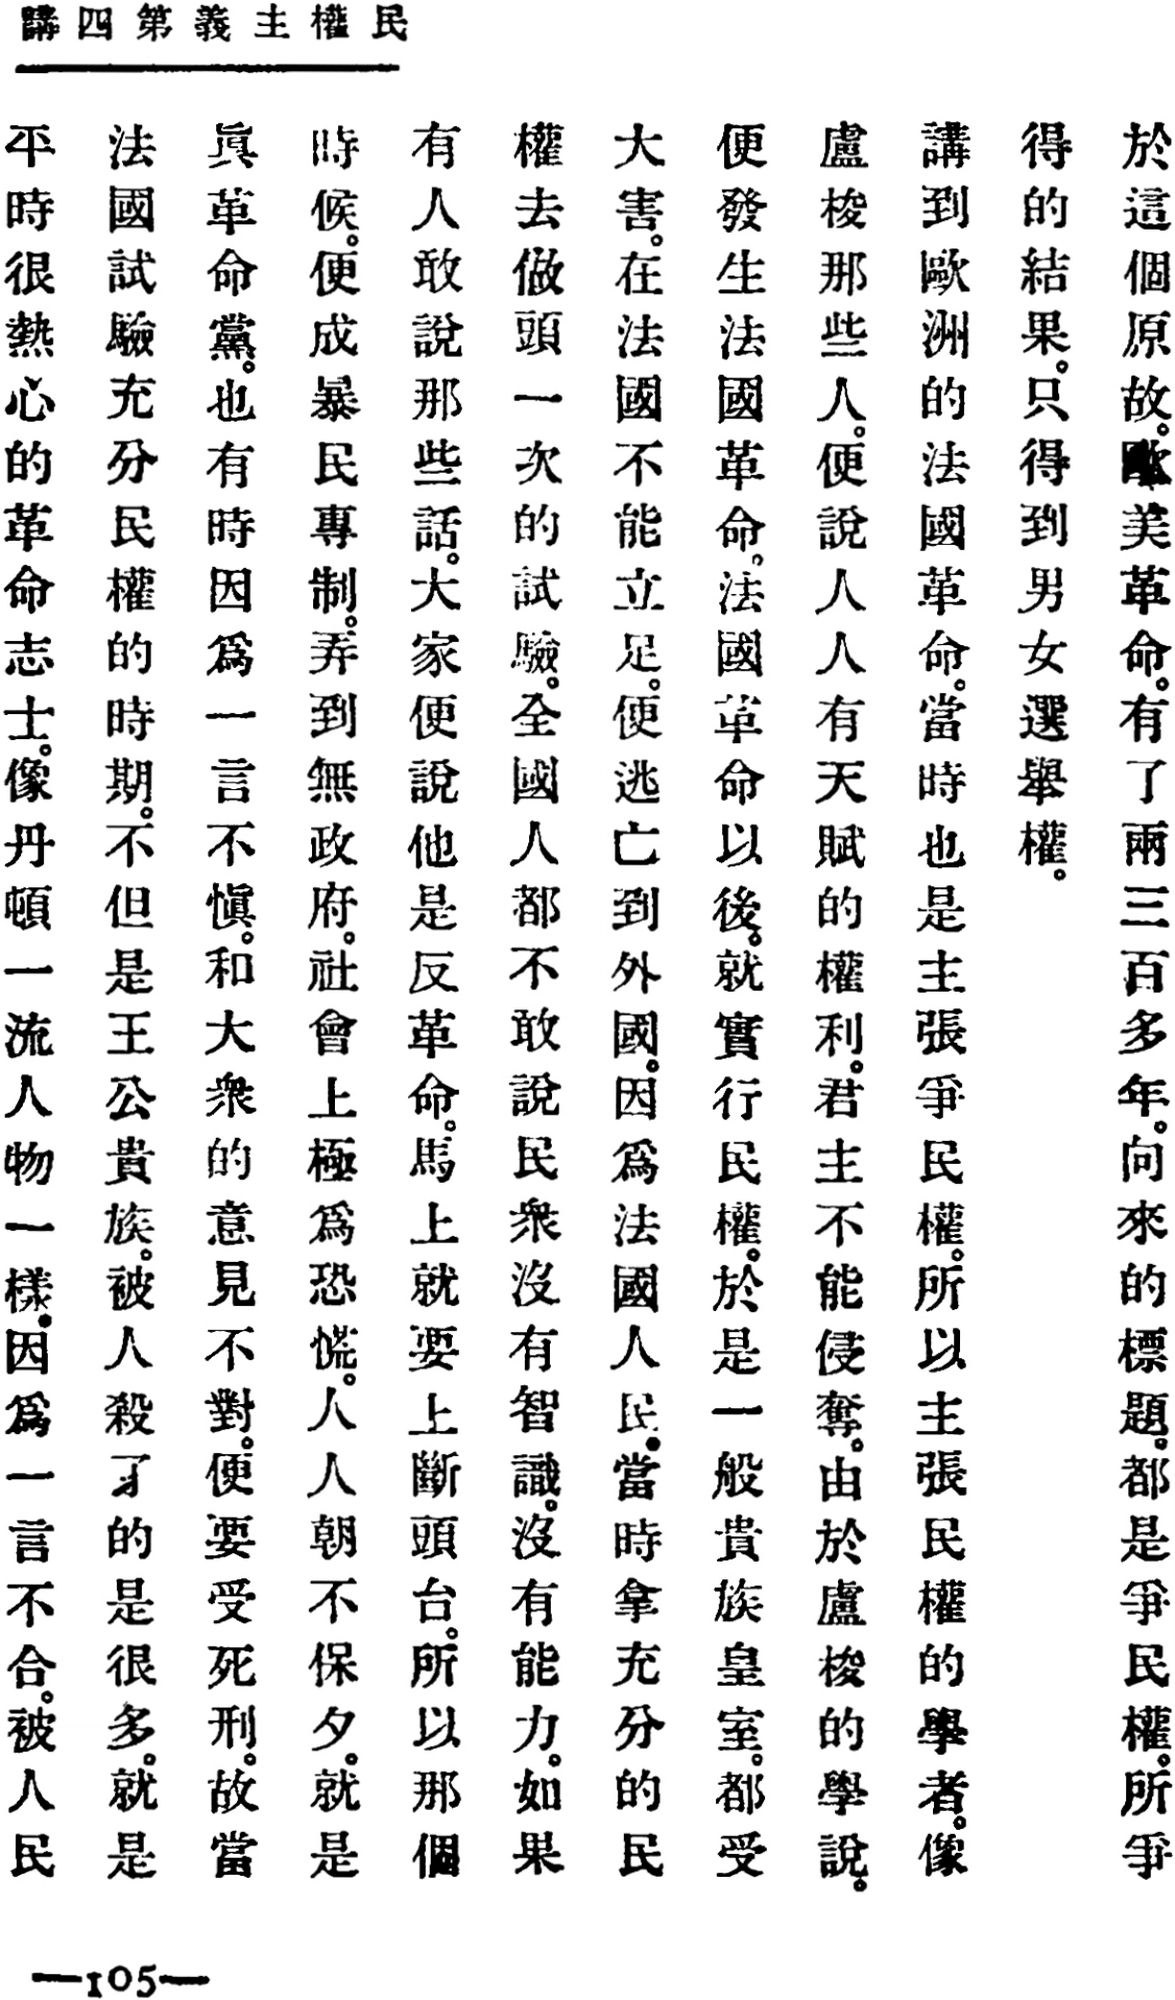 民權主義第四講
於這個原故。歐美革命。有了兩三百多年。向來的標題。都是爭民權。所爭
得的結果。只得到男女選舉權。
講到歐洲的法國革命。當時也是主張爭民權。所以主張民權的學者。像
盧梭那些人。便說人人有天賦的權利。君主不能侵奪。由於盧梭的學說。
便發生法國革命。法國革命以後。就實行民權。於是一般貴族皇室。都受
大害。在法國不能立足。便逃亡到外國。因爲法國人民。當時拿充分的民
權去做頭一次的試驗。全國人都不敢說民衆沒有智識。沒有能力。如果
有人敢說那些話。大家便說他是反革命。馬上就要上斷頭台。所以那個
時候。便成暴民專制。弄到無政府。社會上極爲恐慌。人人朝不保夕。就是
眞革命黨。也有時因爲一言不慎。和大衆的意見不對。便要受死刑。故當
法國試驗充分民權的時期。不但是王公貴族。被人殺了的是很多。就是
平時很熱心的革命志士。像丹頓一流人物一樣。因爲一言不合。被人民
—105—